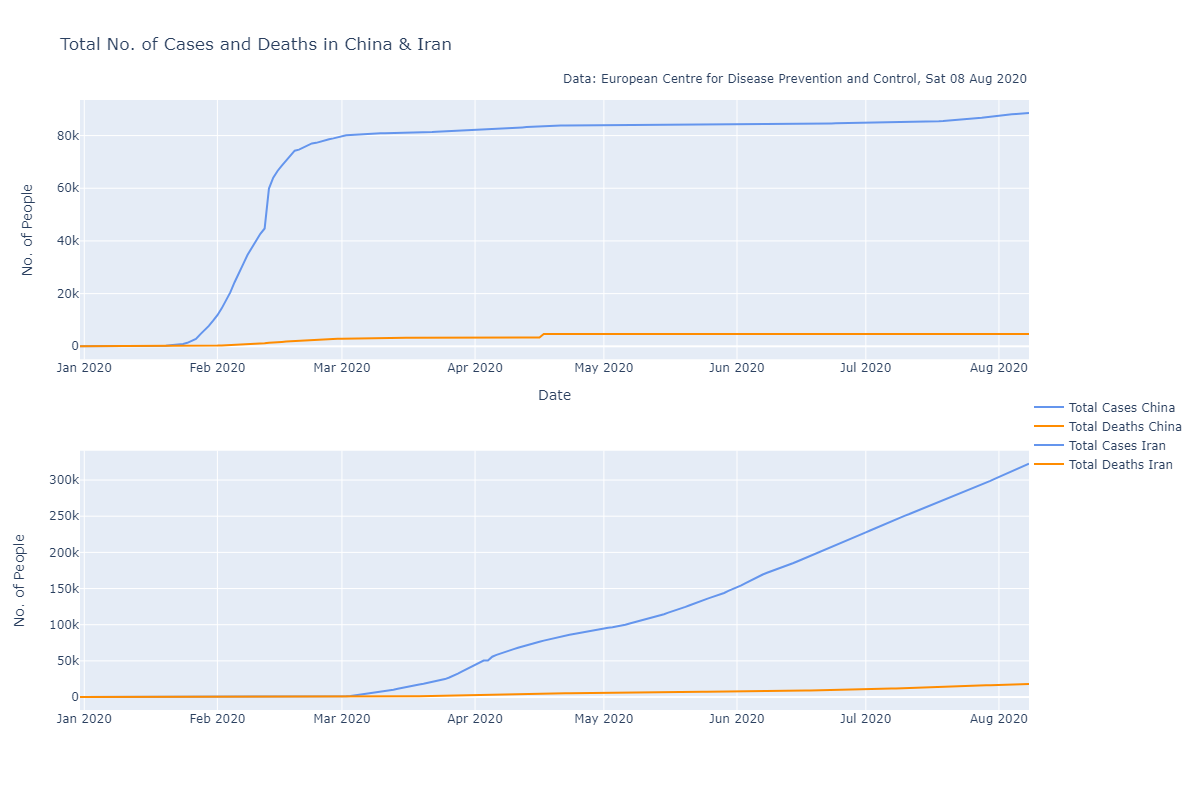 Total No. of Cases and Deaths in China & Iran
Data: European Centre for Disease Prevention and Control, Sat 08 Aug 2020
No. of People
80k
60k
40k
20k
0
Jan 2020 Feb 2020 Mar 2020 Apr 2020 May 2020 Jun 2020 Jul 2020 Aug 2020
Date
Total Cases China
Total Deaths China
Total Cases Iran
Total Deaths Iran
No. of People
300k
250k
200k
150k
100k
50k
0
Jan 2020 Feb 2020 Mar 2020 Apr 2020 May 2020 Jun 2020 Jul 2020 Aug 2020